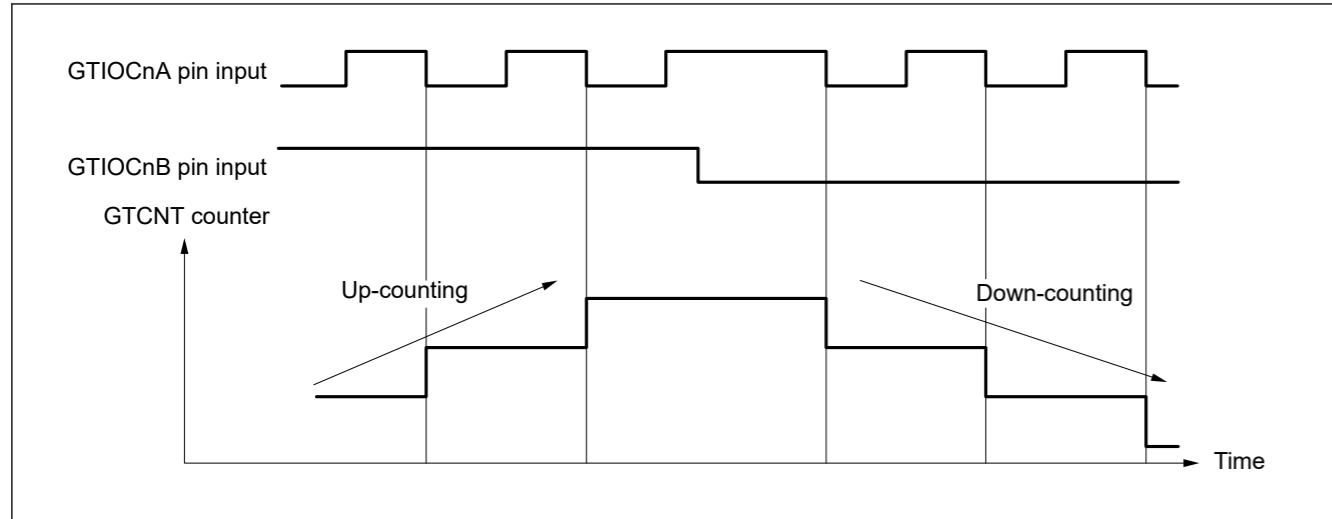 GTIOCnA pin input
GTIOCnB pin input
GTCNT counter
Up-counting
Down-counting
Time